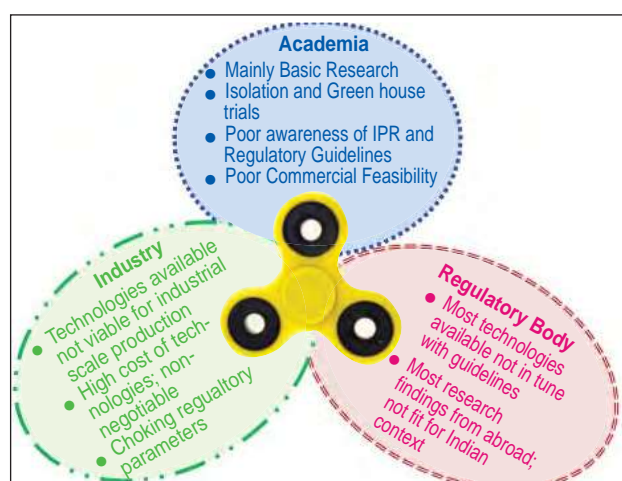 Academia
● Mainly Basic Research
● Isolation and Green house
trials
● Poor awareness of IPR and
Regulatory Guidelines
● Poor Commercial Feasibility
Industry
● Technologies available
not viable for industrial
scale production
● High cost of tech-
nologies; non-
negotiable
● Choking regualtory
parameters
Regulatory Body
● Most technologies
available not in tune
with guidelines
● Most research
findings from abroad;
not fit for Indian
context